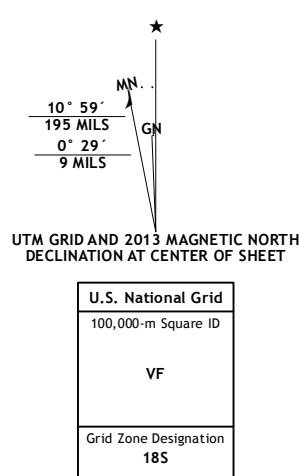 ★
MN
10° 59´
195 MILS
GN
0° 29´
9 MILS
UTM GRID AND 2013 MAGNETIC NORTH
DECLINATION AT CENTER OF SHEET
U.S. National Grid
100,000-m Square ID
VF
Grid Zone Designation
18S